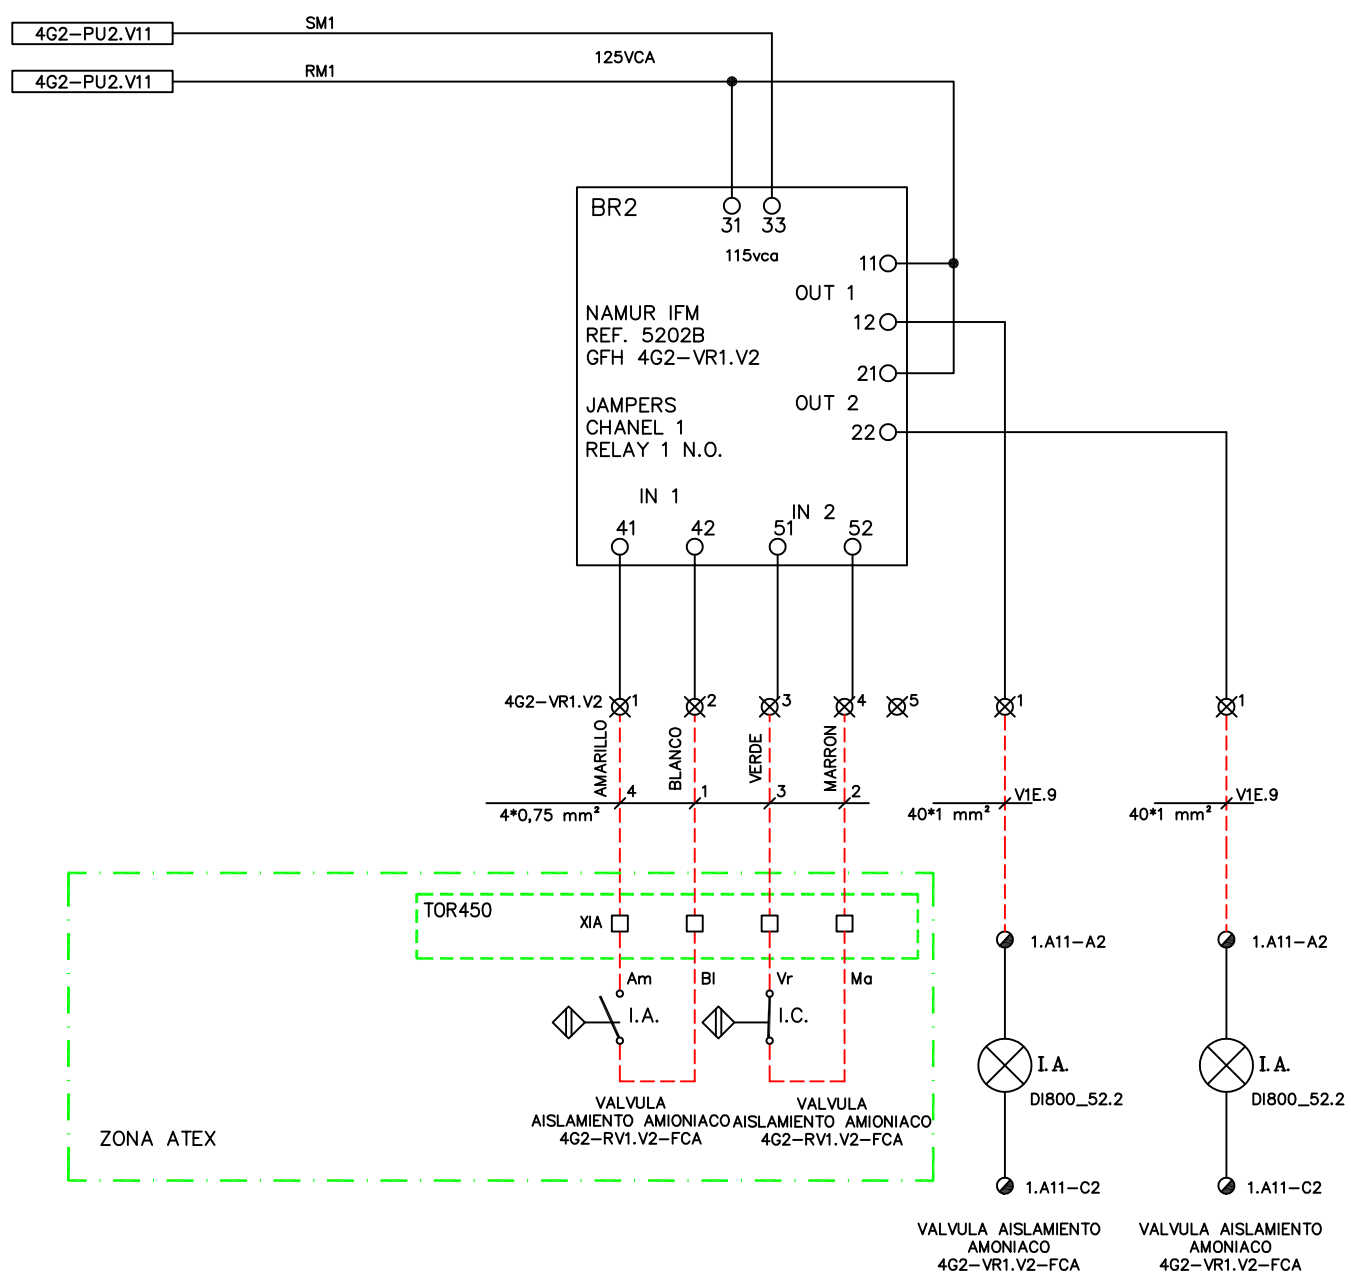 4G2-PU2.V11
SM1
125VCA
4G2-PU2.V11
RM1
BR2
31
33
115vca
11
OUT 1
12
NAMUR IFM
REF. 5202B
GFH 4G2-VR1.V2
21
OUT 2
22
JAMPERS
CHANEL 1
RELAY 1 N.O.
IN 1
IN 2
41
42
51
52
4G2-VR1.V2
1
2
3
4
5
1
1
AMARILLO
BLANCO
VERDE
MARRON
4
1
3
2
V1E.9
V1E.9
4*0,75 mm²
40*1 mm²
40*1 mm²
TOR450
X1A
1.A11-A2
1.A11-A2
Am
Bl
Vr
Ma
I.A.
I.C.
I.A.
I.A.
DI800_52.2
DI800_52.2
VALVULA
AISLAMIENTO AMIONIACO
4G2-RV1.V2-FCA
VALVULA
AISLAMIENTO AMIONIACO
4G2-RV1.V2-FCA
ZONA ATEX
1.A11-C2
1.A11-C2
VALVULA AISLAMIENTO
AMONIACO
4G2-VR1.V2-FCA
VALVULA AISLAMIENTO
AMONIACO
4G2-VR1.V2-FCA